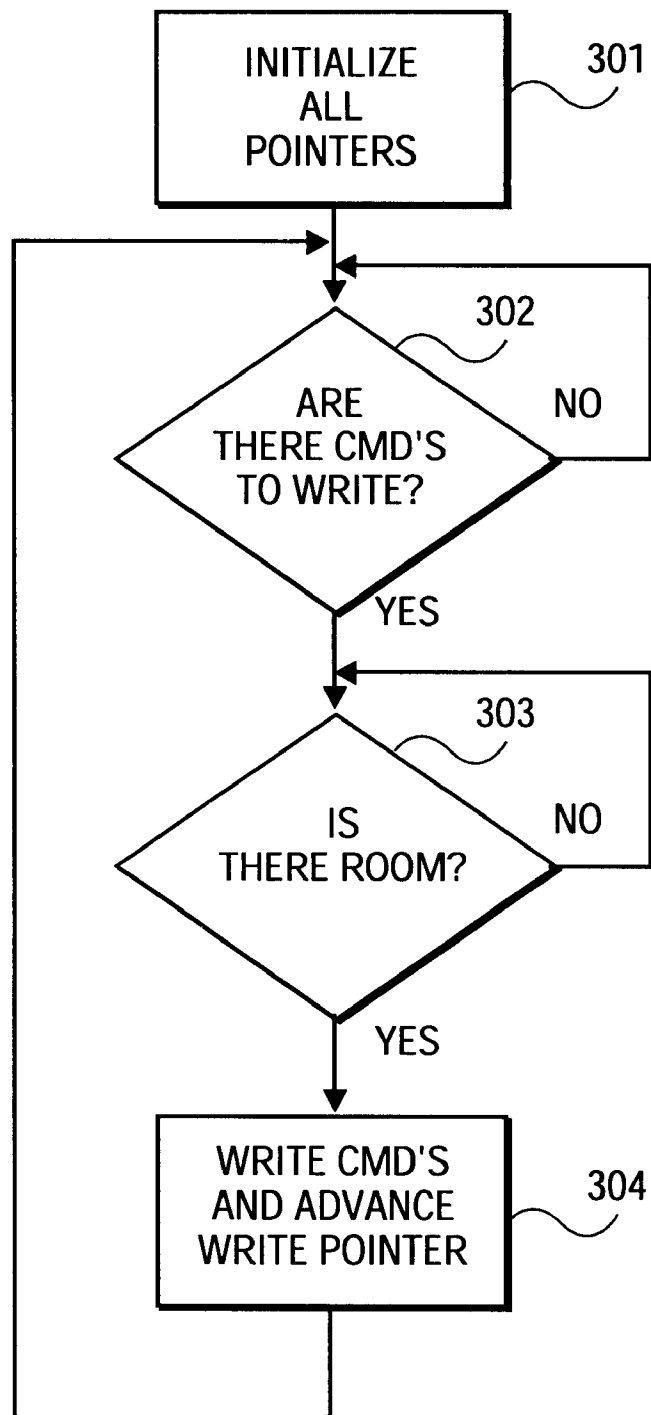 INITIALIZE
ALL
POINTERS
301
302
ARE
THERE CMD'S
TO WRITE?
NO
YES
303
IS
THERE ROOM?
NO
YES
WRITE CMD'S
AND ADVANCE
WRITE POINTER
304